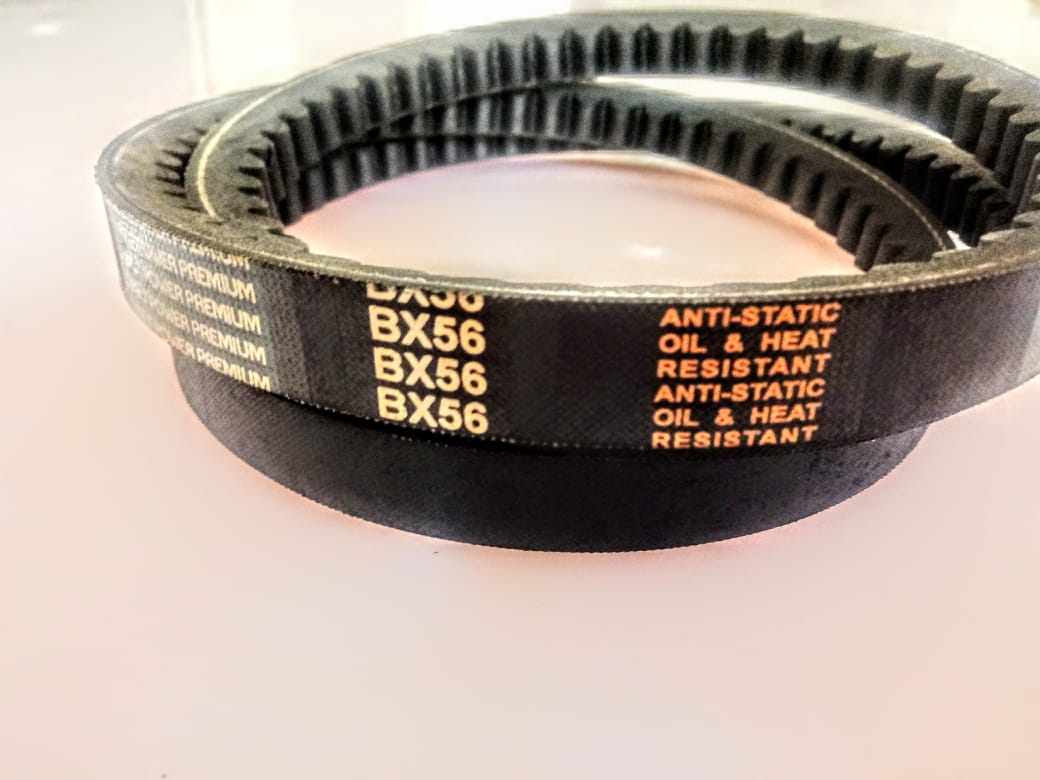 PREMIUM
POWER PREMIUM
POWER PREMIUM
POWER PREMIUM
BX56
BX56
BX56
BX56
ANTI-STATIC
OIL & HEAT
RESISTANT
ANTI-STATIC
OIL & HEAT
RESISTANT